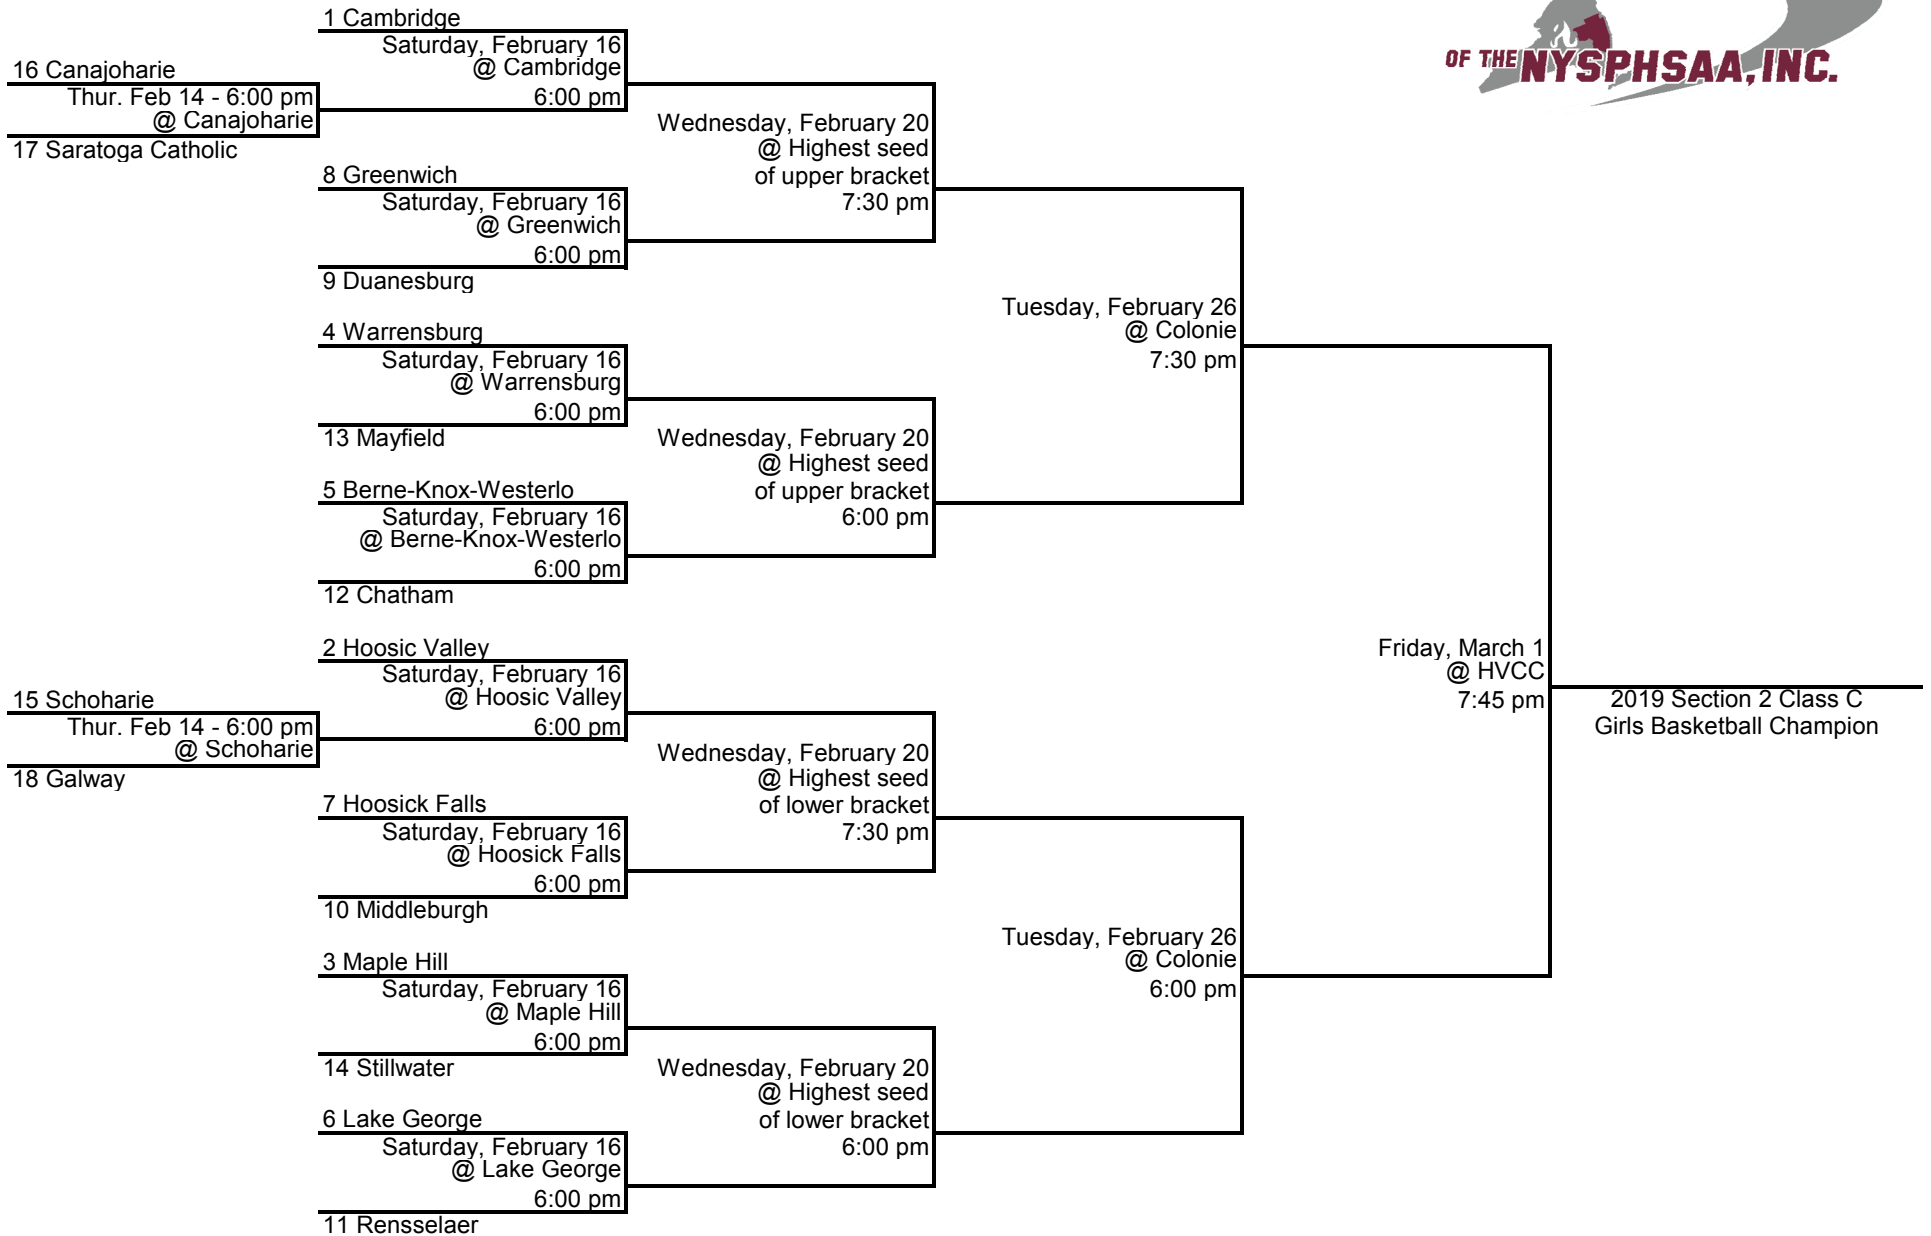 OF THE NYSPHSAA, INC.
1 Cambridge
Saturday, February 16
@ Cambridge
6:00 pm
16 Canajoharie
Thur. Feb 14 - 6:00 pm
@ Canajoharie
17 Saratoga Catholic
Wednesday, February 20
@ Highest seed
of upper bracket
7:30 pm
8 Greenwich
Saturday, February 16
@ Greenwich
6:00 pm
9 Duanesburg
Tuesday, February 26
@ Colonie
7:30 pm
4 Warrensburg
Saturday, February 16
@ Warrensburg
6:00 pm
13 Mayfield
Wednesday, February 20
@ Highest seed
of upper bracket
6:00 pm
5 Berne-Knox-Westerlo
Saturday, February 16
@ Berne-Knox-Westerlo
6:00 pm
12 Chatham
2 Hoosic Valley
Saturday, February 16
@ Hoosic Valley
6:00 pm
Friday, March 1
@ HVCC
7:45 pm
2019 Section 2 Class C
Girls Basketball Champion
15 Schoharie
Thur. Feb 14 - 6:00 pm
@ Schoharie
18 Galway
Wednesday, February 20
@ Highest seed
of lower bracket
7:30 pm
7 Hoosick Falls
Saturday, February 16
@ Hoosick Falls
6:00 pm
10 Middleburgh
Tuesday, February 26
@ Colonie
6:00 pm
3 Maple Hill
Saturday, February 16
@ Maple Hill
6:00 pm
14 Stillwater
Wednesday, February 20
@ Highest seed
of lower bracket
6:00 pm
6 Lake George
Saturday, February 16
@ Lake George
6:00 pm
11 Rensselaer